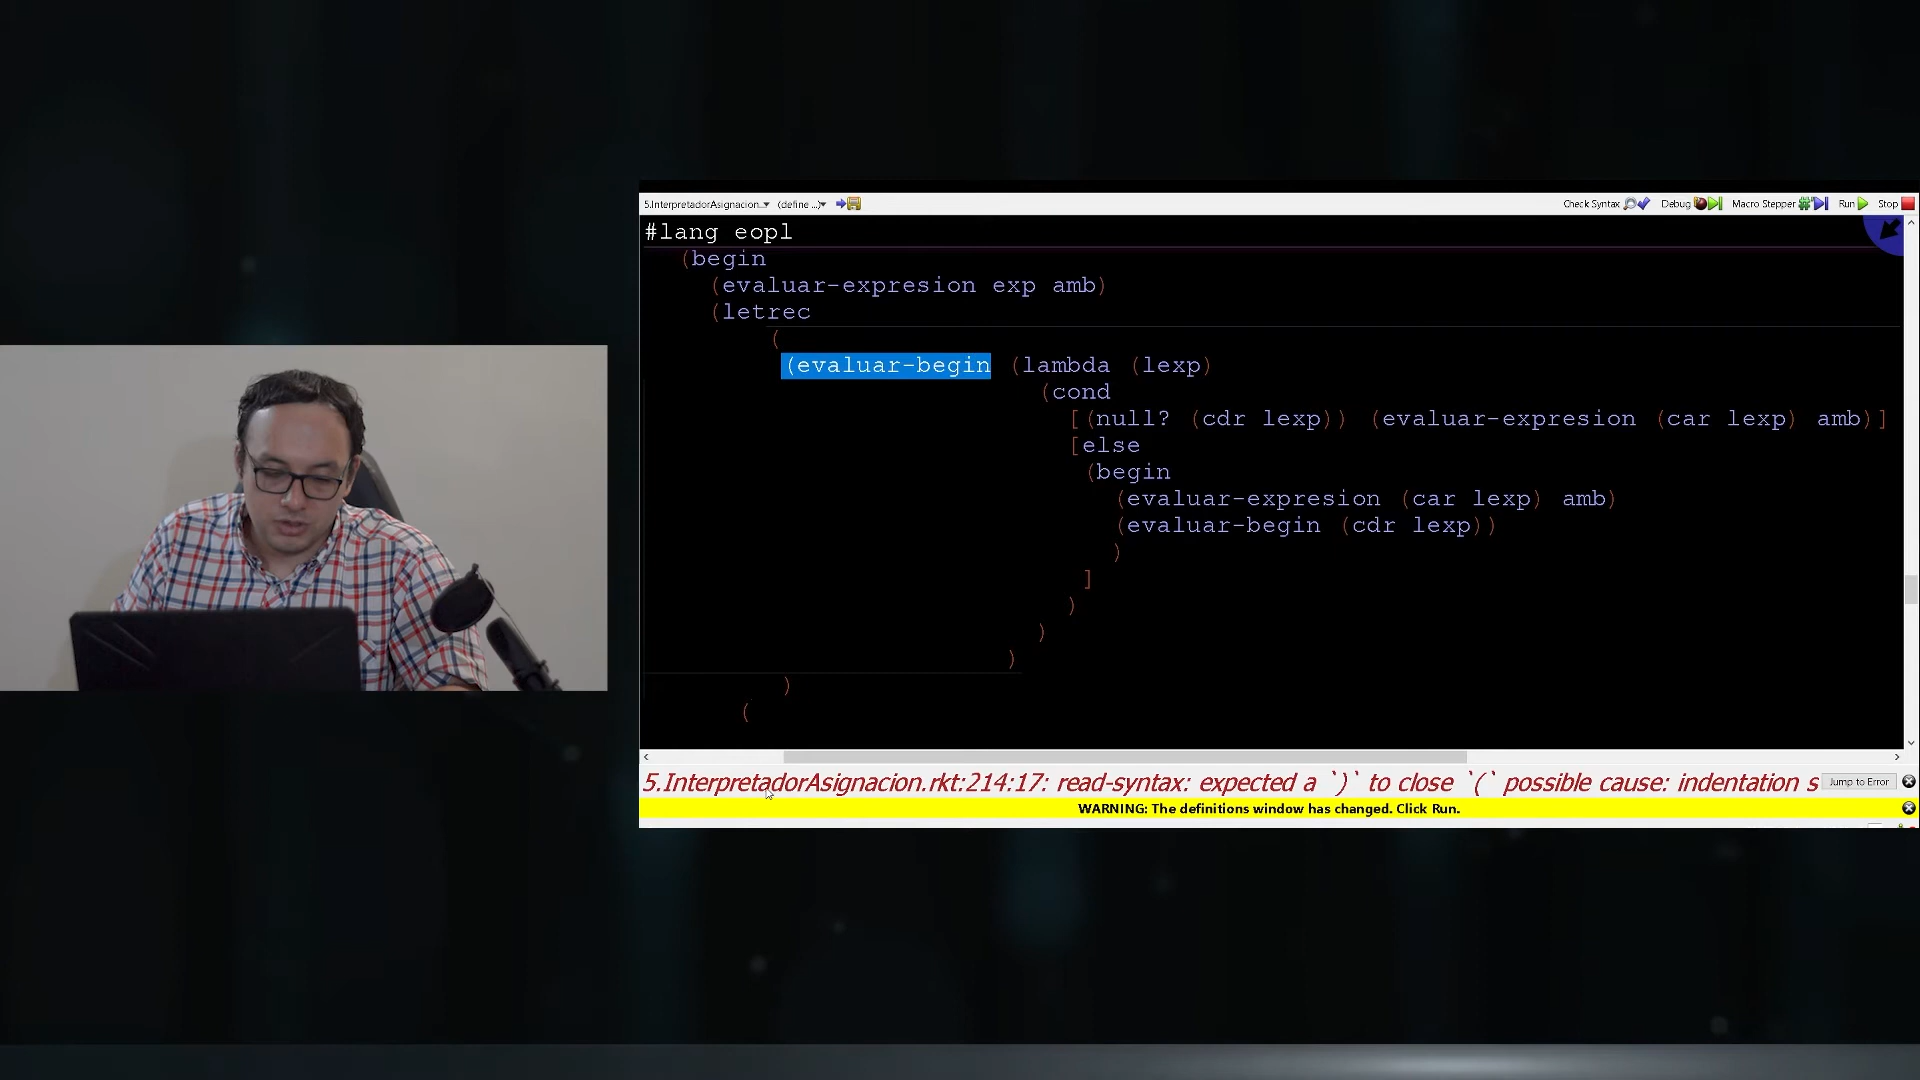 5.InterpretadorAsignacion...▾ (define ...)▾ Check Syntax Debug Macro Stepper Run Stop
#lang eopl
(begin
(evaluar-expresion exp amb)
(letrec
(
(evaluar-begin (lambda (lexp)
(cond
[(null? (cdr lexp)) (evaluar-expresion (car lexp) amb)]
[else
(begin
(evaluar-expresion (car lexp) amb)
(evaluar-begin (cdr lexp))
)
]
)
)
)
)
(
5.InterpretadorAsignacion.rkt:214:17: read-syntax: expected a `)` to close `(` possible cause: indentation s Jump to Error
WARNING: The definitions window has changed. Click Run.